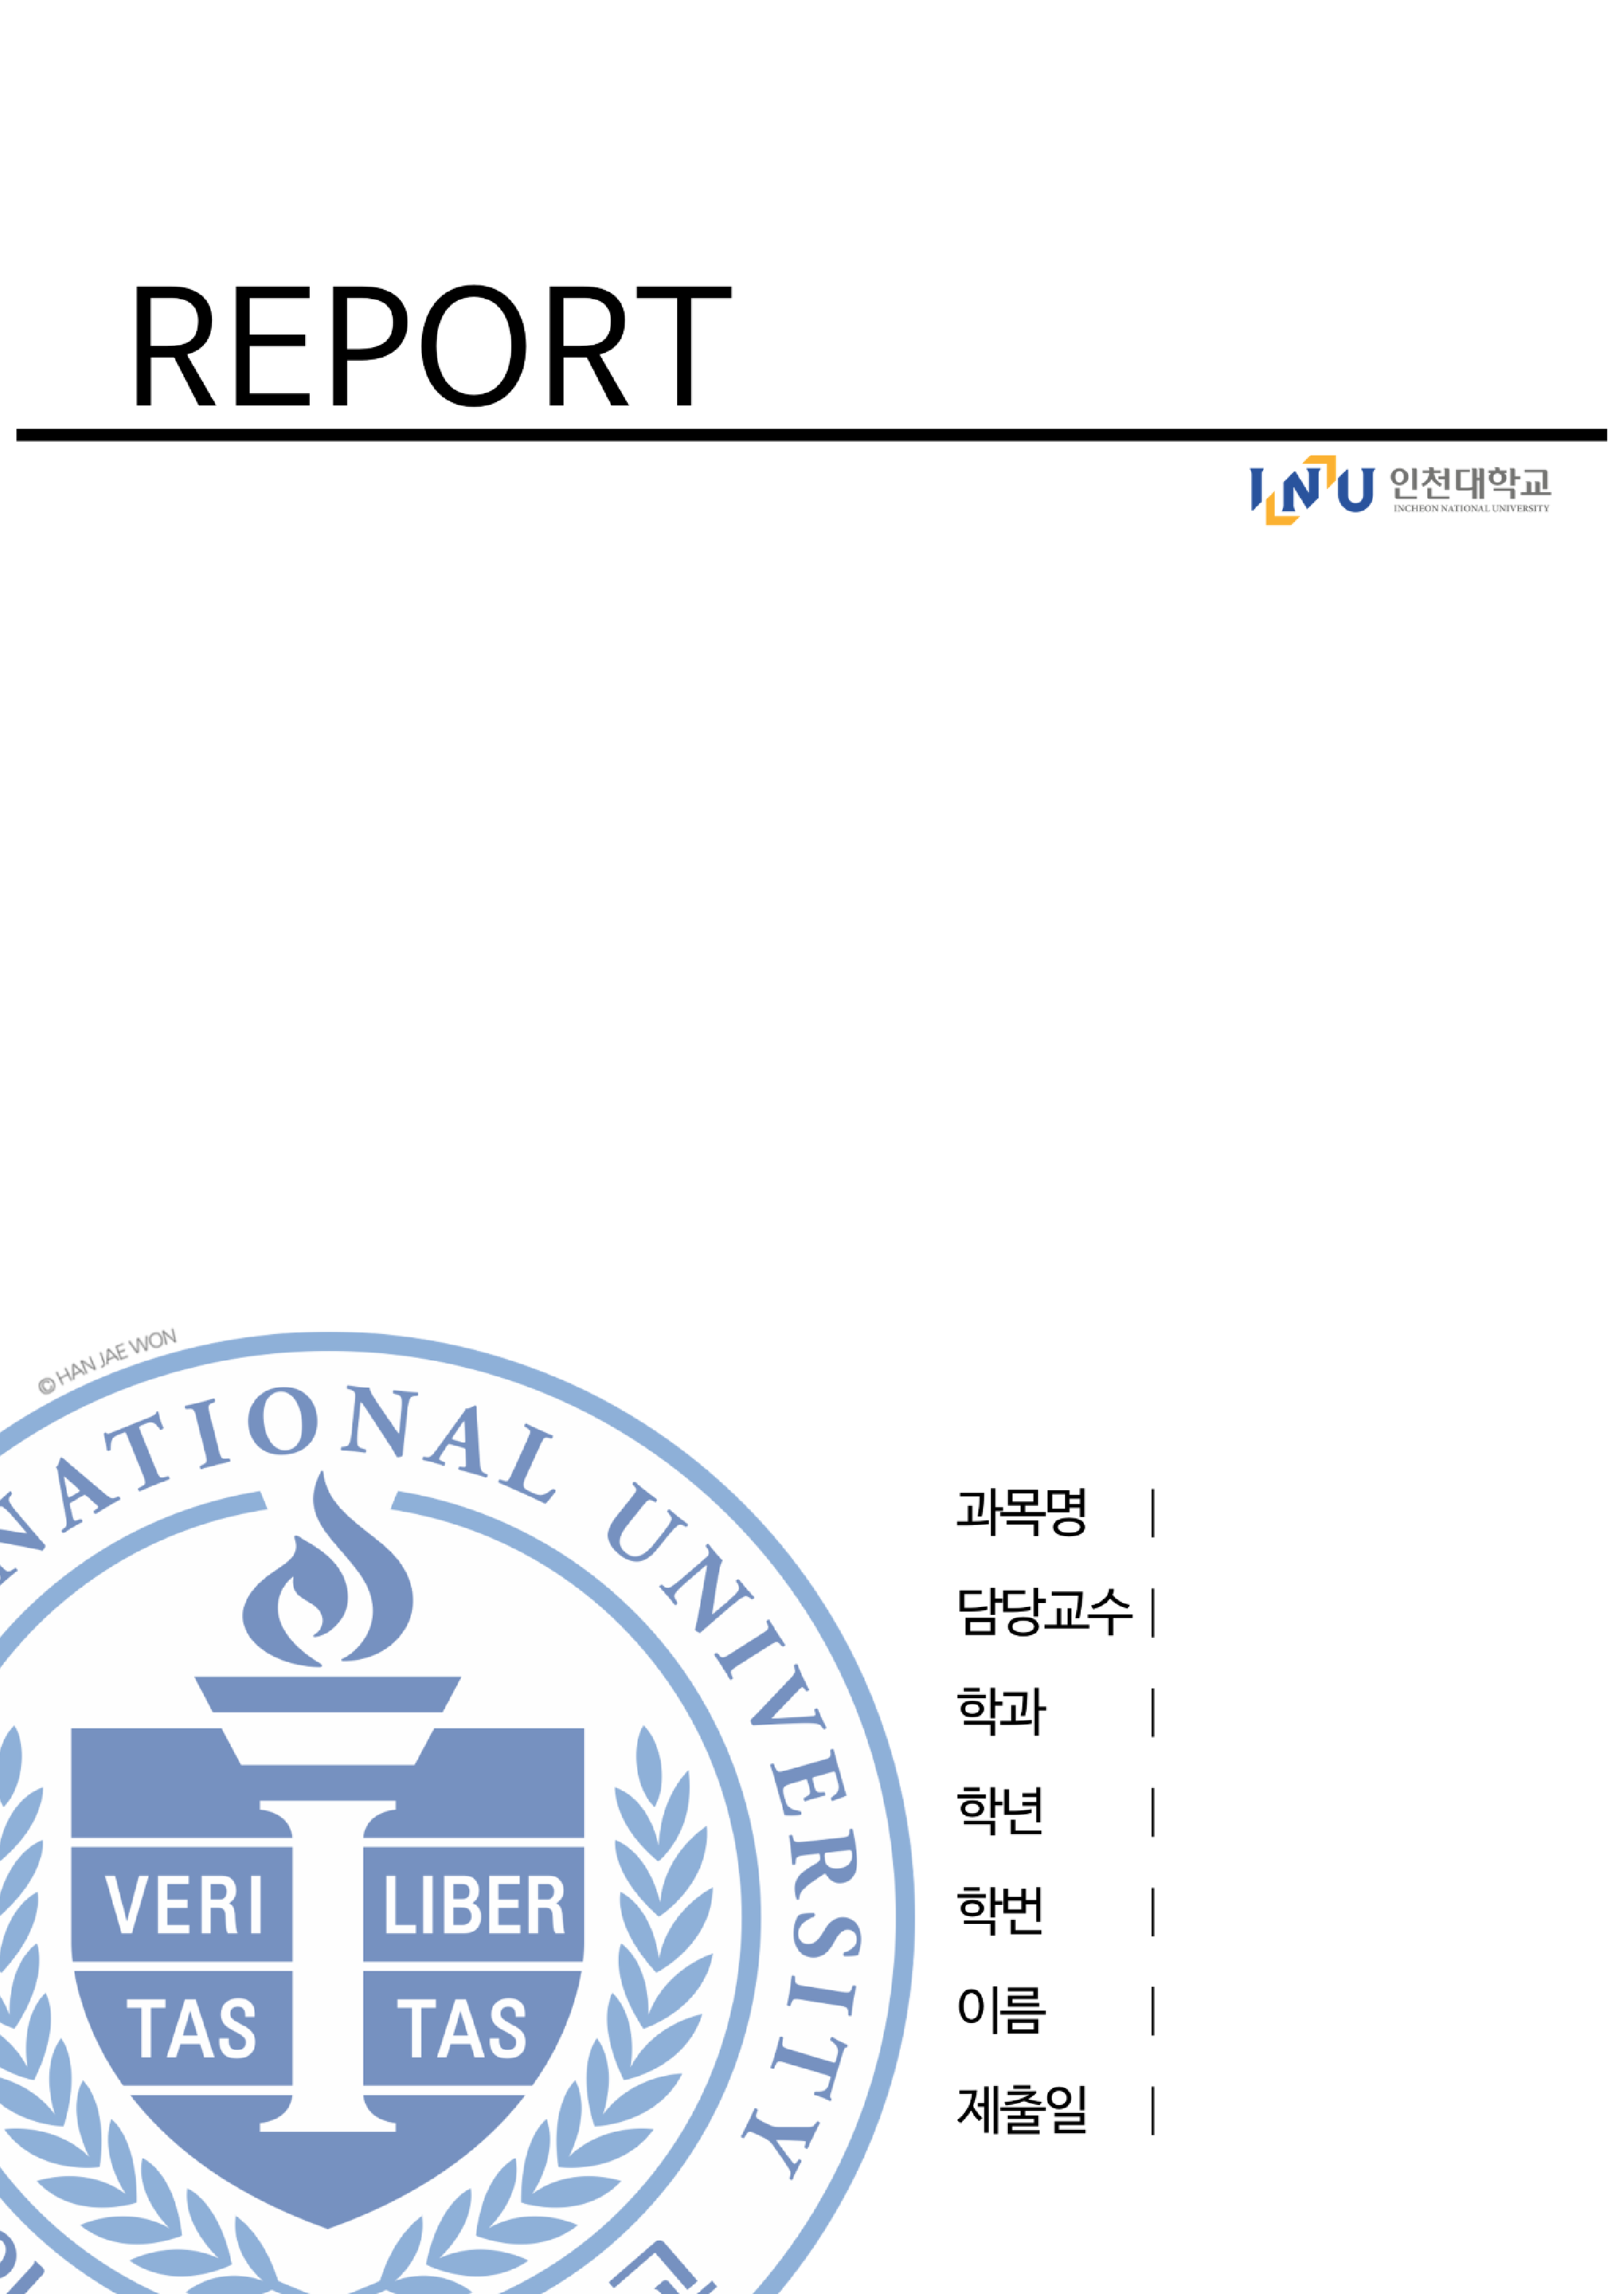 REPORT
INU 인천대학교
INCHEON NATIONAL UNIVERSITY
© HAN JAE WON
NATIONAL UNIVERSITY
VERI LIBER
TAS TAS
과목명 |
담당교수 |
학과 |
학년 |
학번 |
이름 |
제출일 |